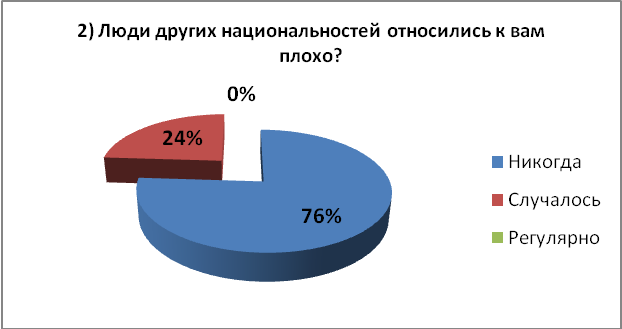 2) Люди других национальностей относились к вам
плохо?
0%
24%
76%
Никогда
Случалось
Регулярно